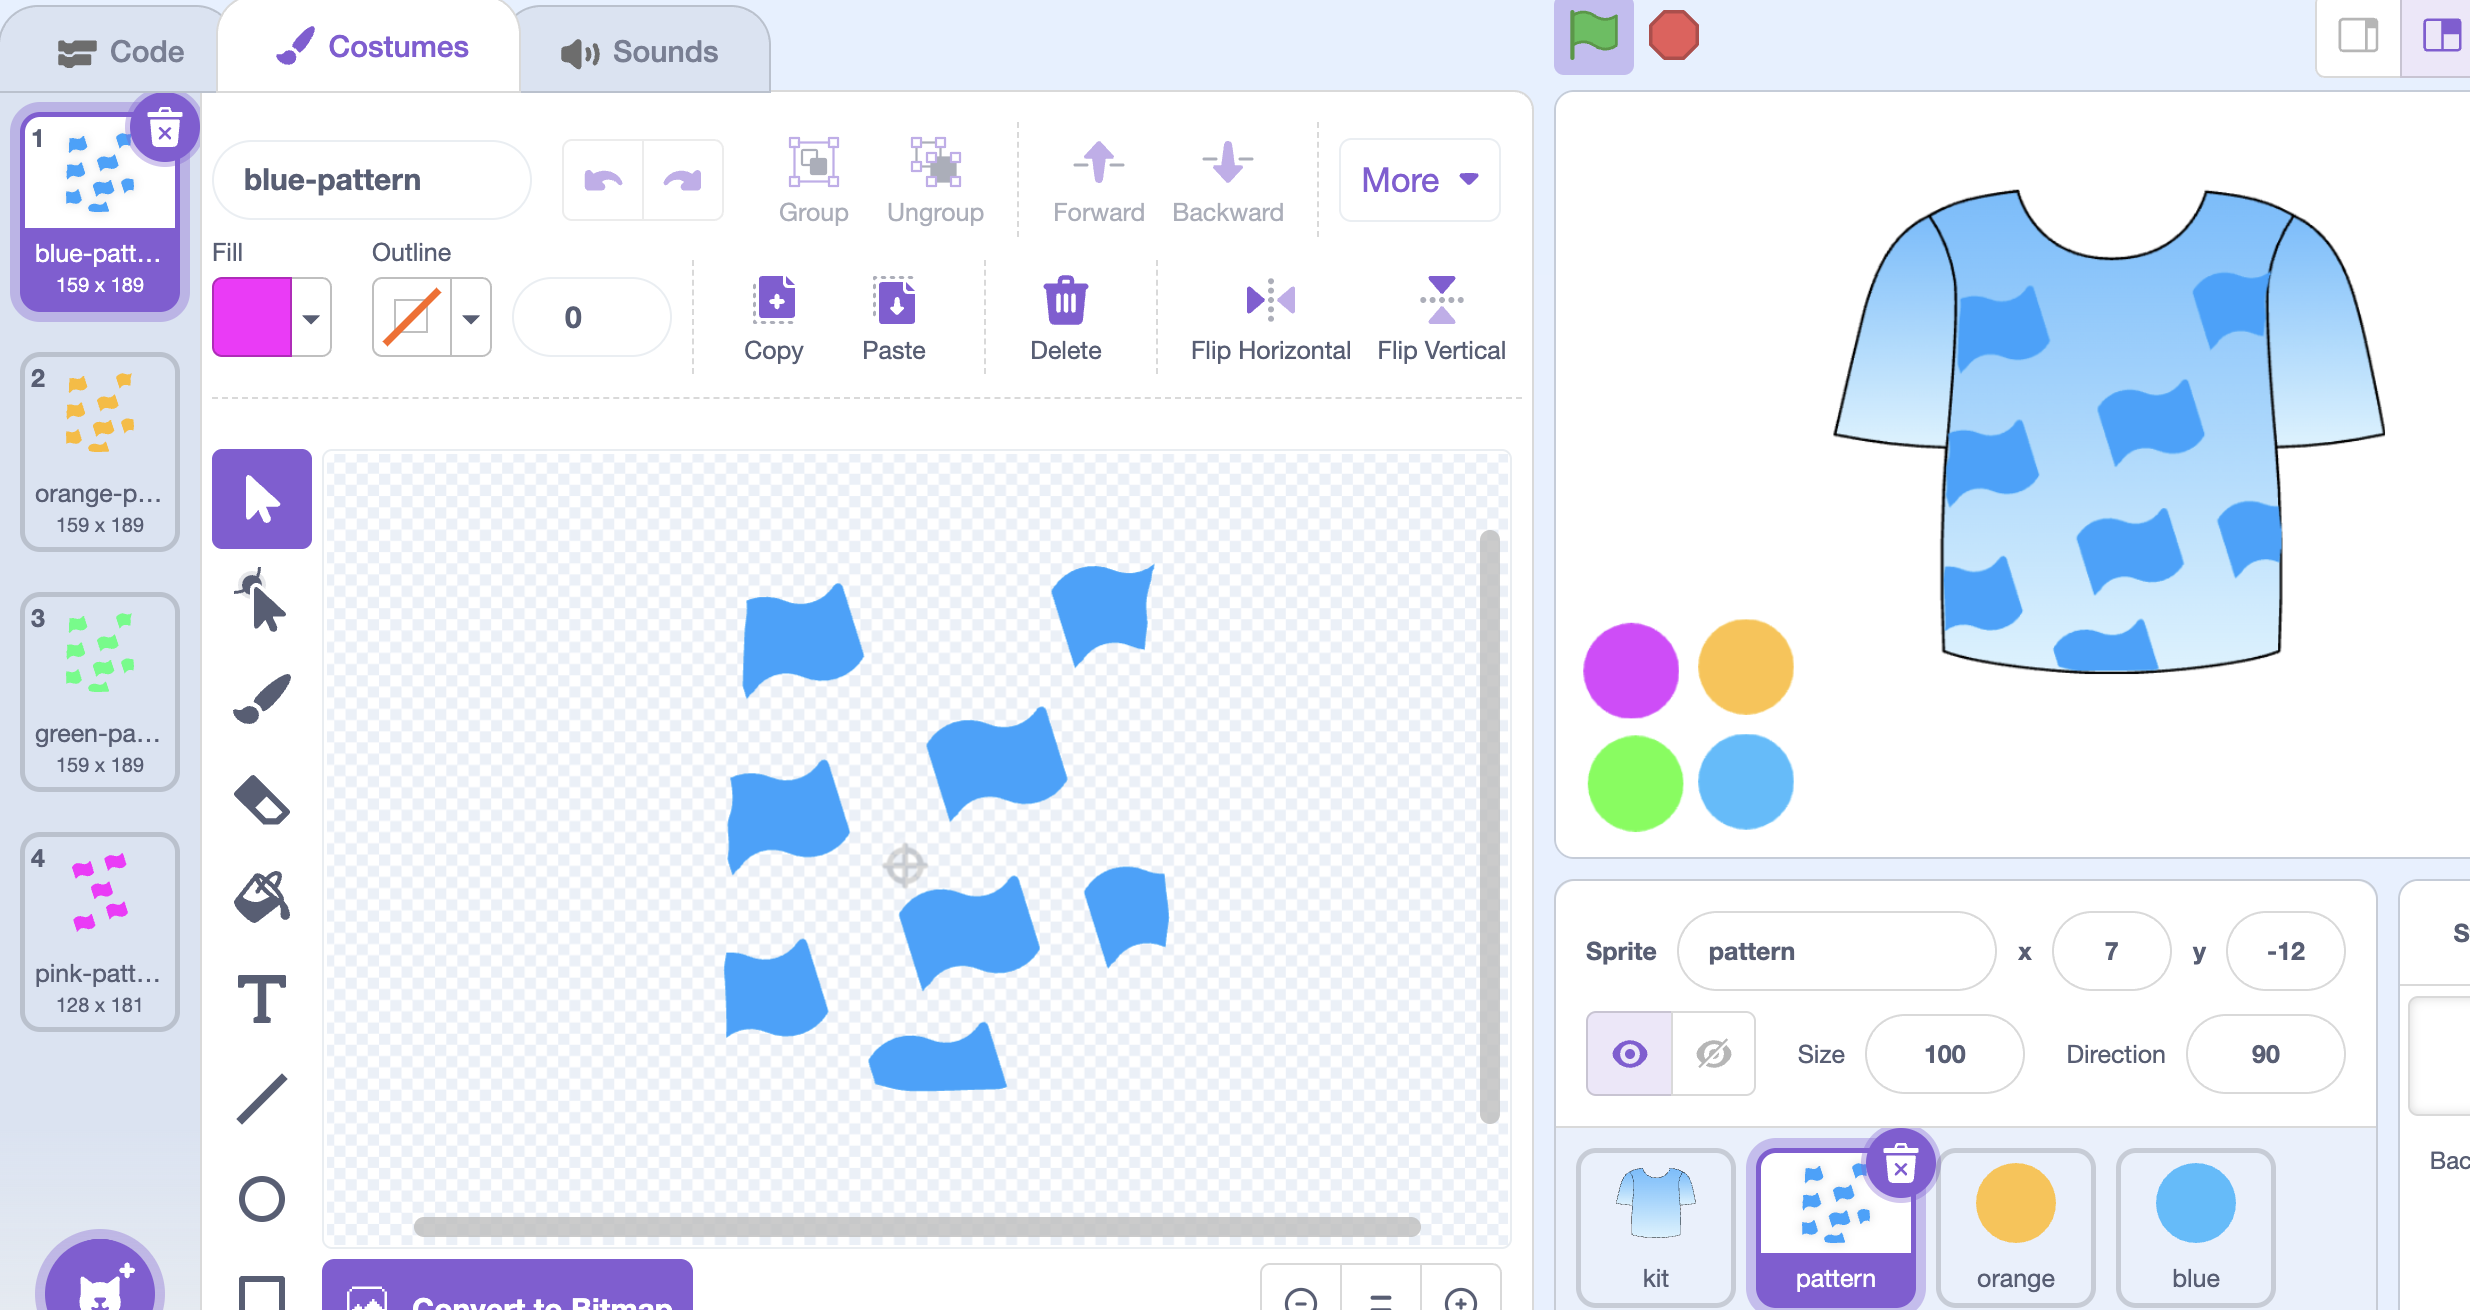 Code
Costumes
Sounds
1
blue-patt...
159 x 189
2
orange-p...
159 x 189
3
green-pa...
159 x 189
4
pink-patt...
128 x 181
blue-pattern
Group
Ungroup
Forward
Backward
More
Fill
Outline
0
Copy
Paste
Delete
Flip Horizontal
Flip Vertical
T
Convert to Bitmap
Sprite
pattern
x
7
y
-12
Size
100
Direction
90
kit
pattern
orange
blue
S
Bac